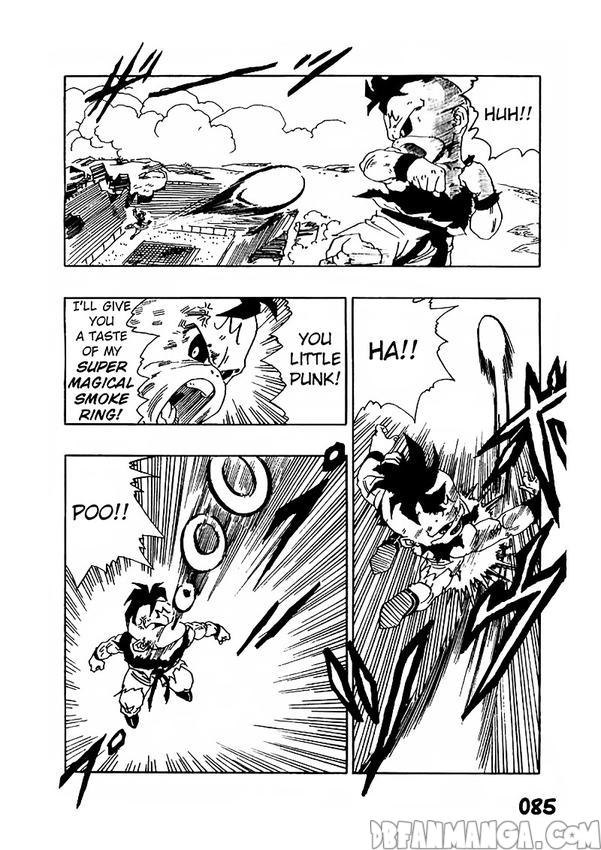 HUH!!
HA!!
YOU
LITTLE
PUNK!
I'LL GIVE
YOU
A TASTE
OF MY
SUPER
MAGICAL
SMOKE
RING!
POO!!
085
DBFANMANGA.COM